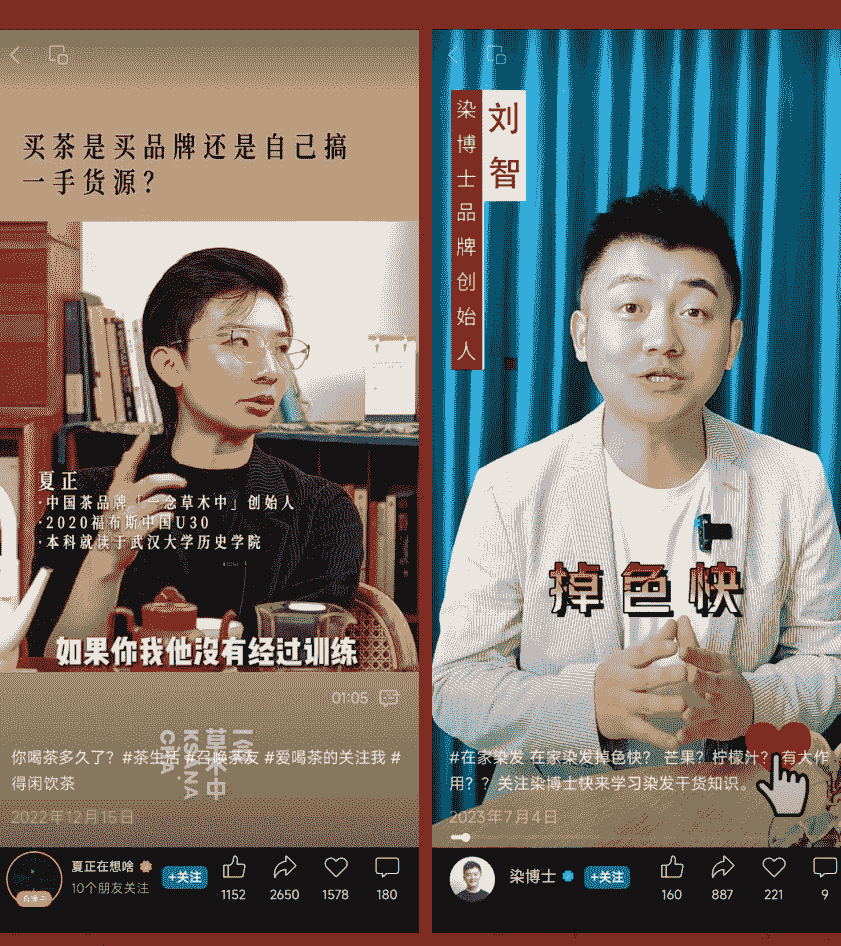 买茶是买品牌还是自己搞
一手货源？
夏正
·中国茶品牌「一念草木中」创始人
·2020福布斯中国U30
·本科就读于武汉大学历史学院
如果你我他没有经过训练
01:05
一念
草木中
KSANA
CHA
你喝茶多久了？#茶生活 #召唤茶友 #爱喝茶的关注我 #
得闲饮茶
2022年12月15日
夏正在想啥
10个朋友关注
+关注
1152
2650
1578
180
刘智
染博士品牌创始人
掉色快
#在家染发 在家染发掉色快？ 芒果？柠檬汁？ 有大作
用？？关注染博士快来学习染发干货知识。
2023年7月4日
染博士
+关注
160
887
221
9